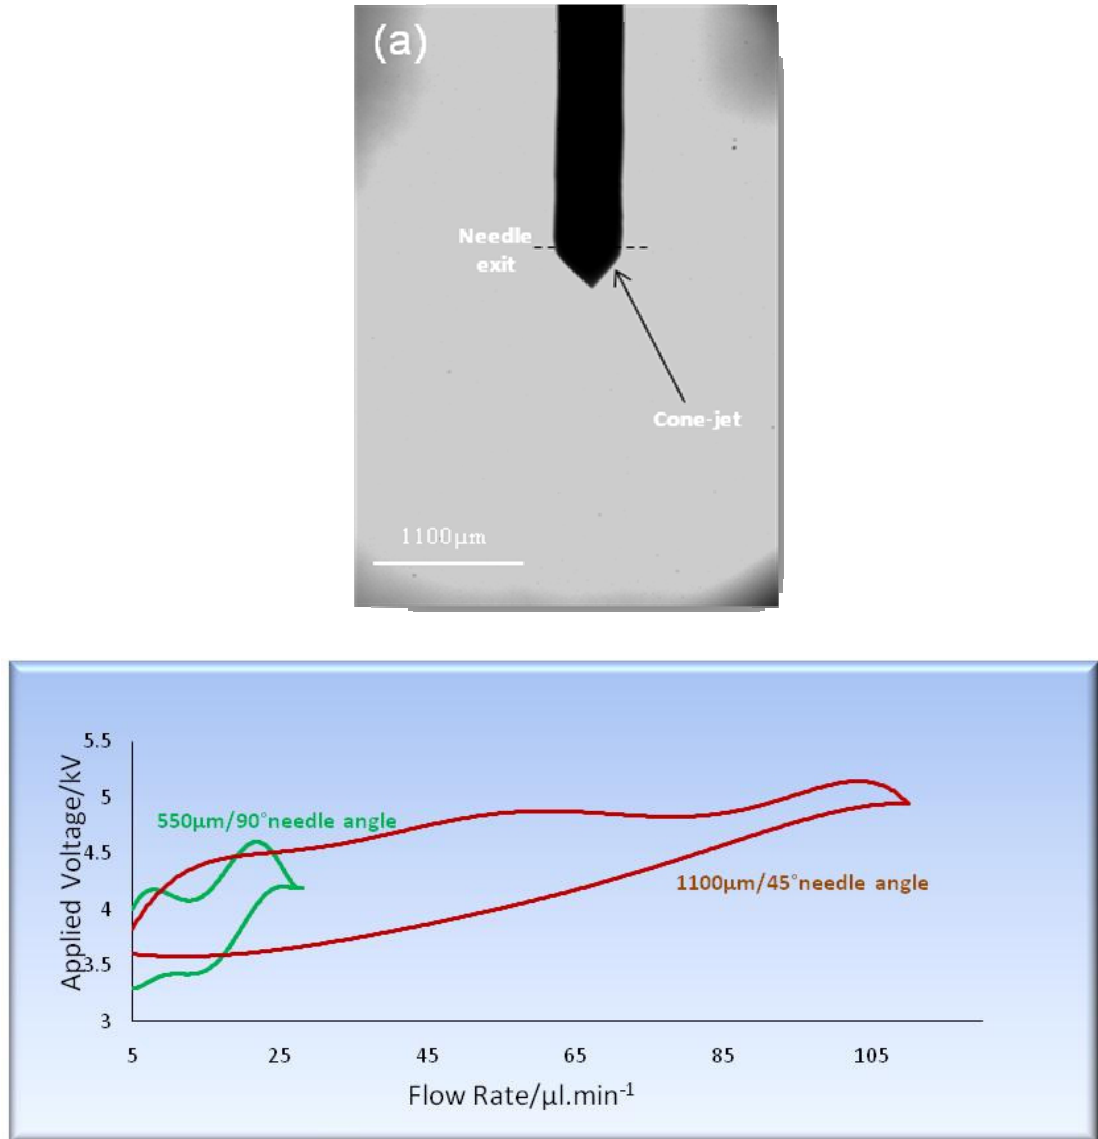 (a)
Needle
exit
Cone-jet
1100µm
5.5
5
4.5
4
3.5
3
Applied Voltage/kV
550µm/90°needle angle
1100µm/45°needle angle
5 25 45 65 85 105
Flow Rate/µl.min⁻¹